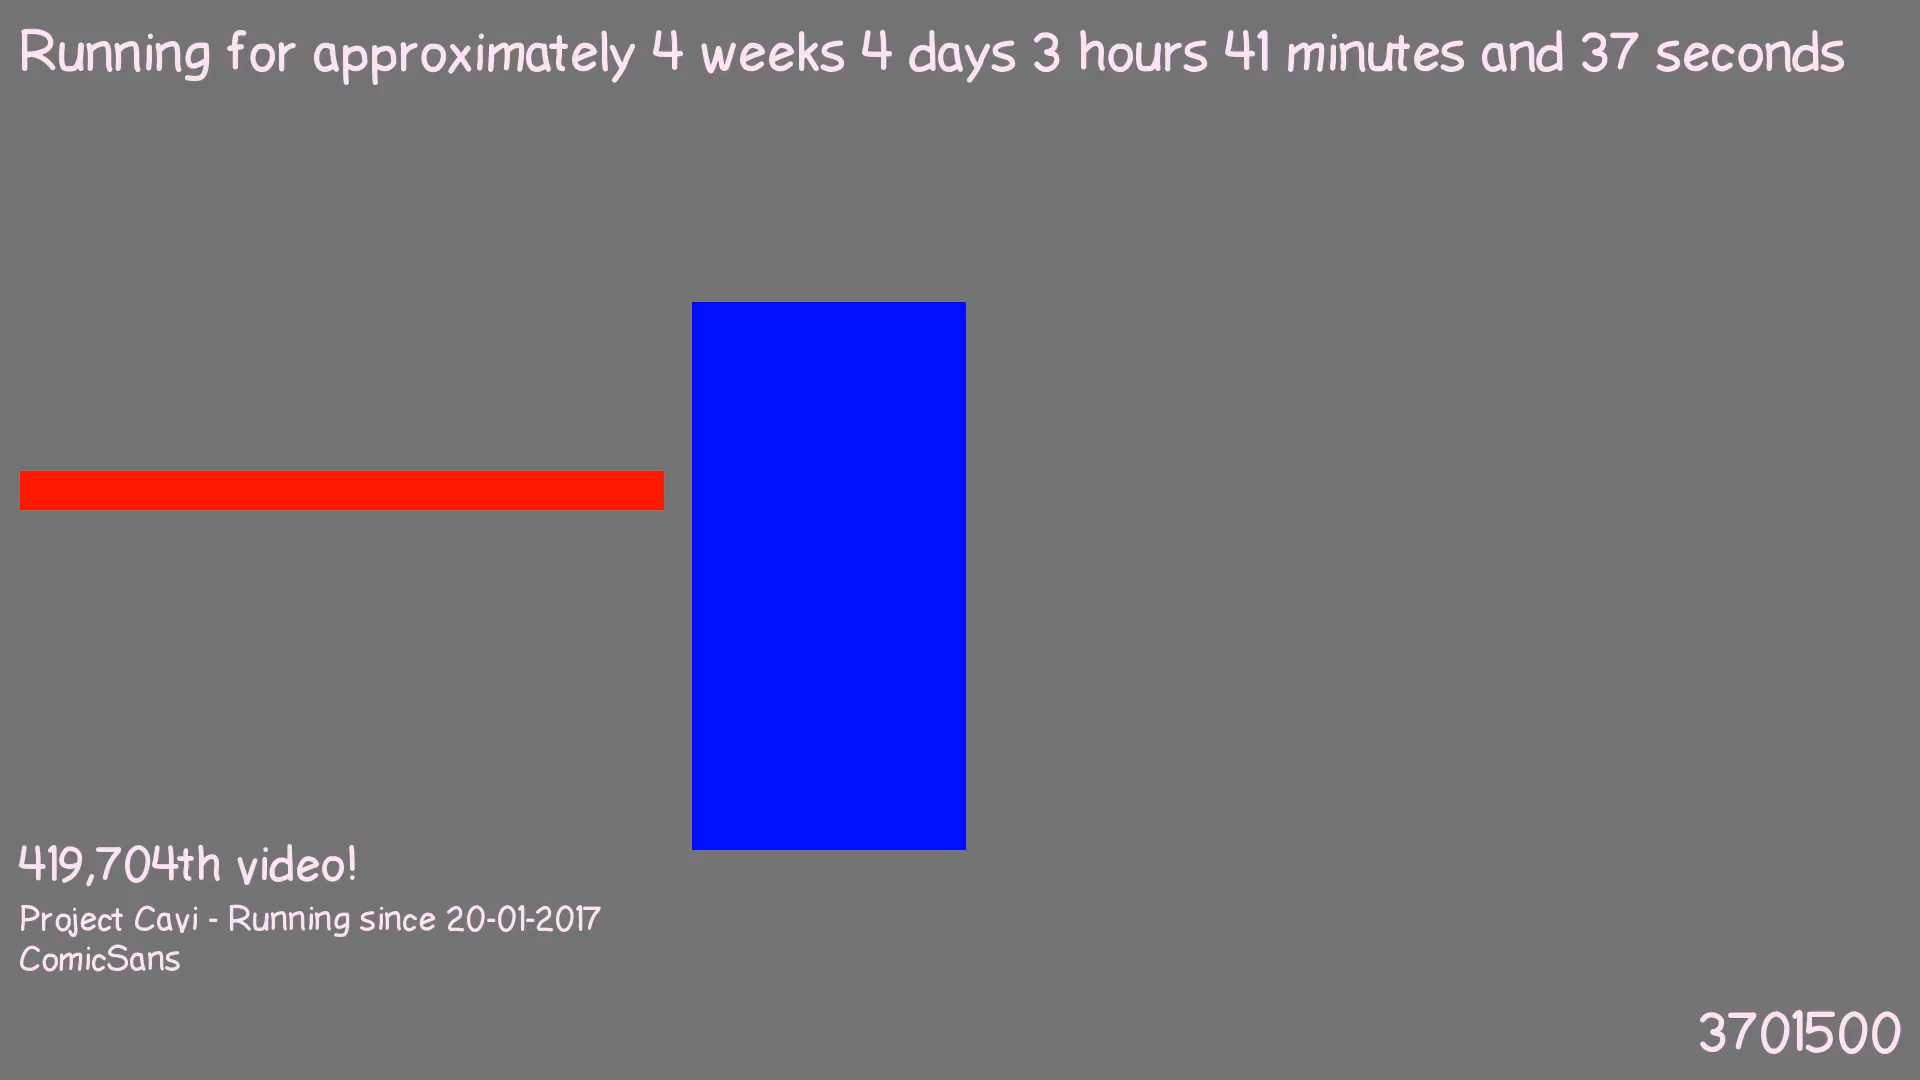 Running for approximately 4 weeks 4 days 3 hours 41 minutes and 37 seconds
419,704th video!
Project Cavi - Running since 20-01-2017
ComicSans
3701500